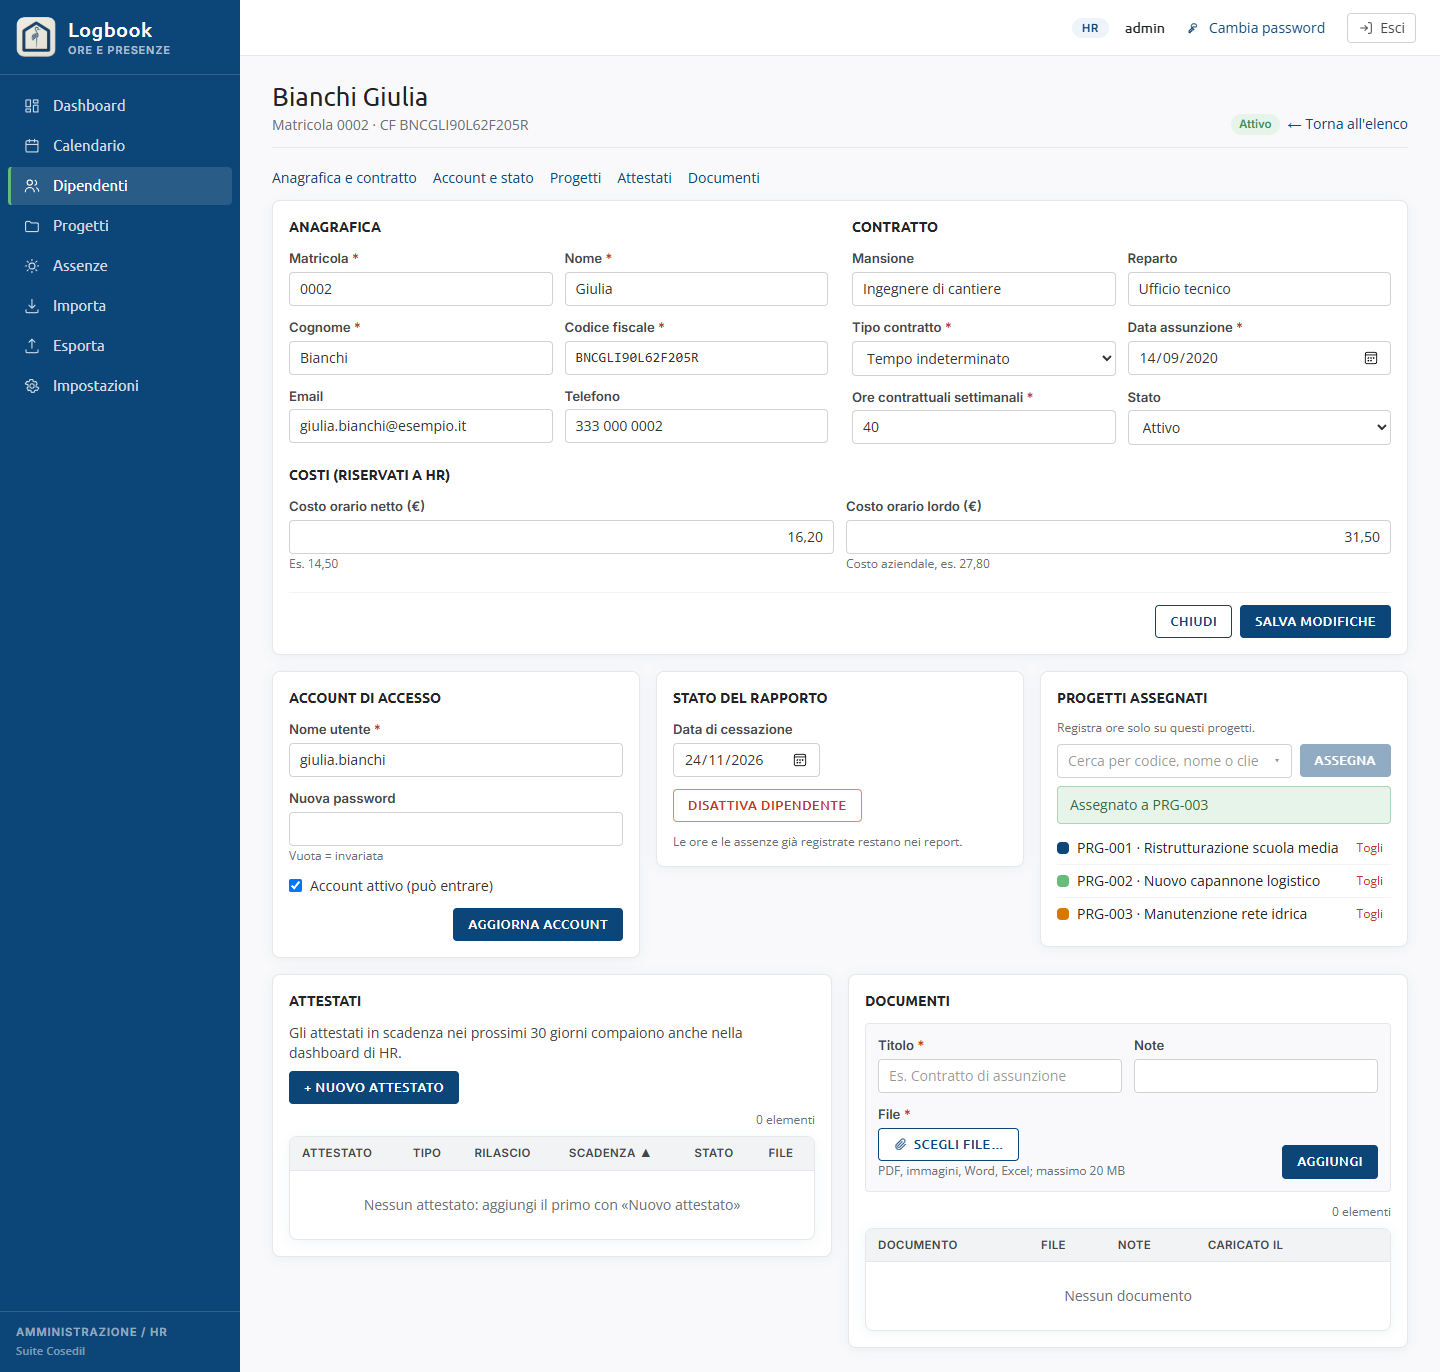 Logbook
ORE E PRESENZE
Dashboard
Calendario
Dipendenti
Progetti
Assenze
Importa
Esporta
Impostazioni
AMMINISTRAZIONE / HR
Suite Cosedil
HR admin Cambia password Esci
Bianchi Giulia
Matricola 0002 · CF BNCGLI90L62F205R
Attivo ← Torna all'elenco
Anagrafica e contratto Account e stato Progetti Attestati Documenti
ANAGRAFICA
Matricola * Nome *
0002 Giulia
Cognome * Codice fiscale *
Bianchi BNCGLI90L62F205R
Email Telefono
giulia.bianchi@esempio.it 333 000 0002
CONTRATTO
Mansione Reparto
Ingegnere di cantiere Ufficio tecnico
Tipo contratto * Data assunzione *
Tempo indeterminato 14/09/2020
Ore contrattuali settimanali * Stato
40 Attivo
COSTI (RISERVATI A HR)
Costo orario netto (€) Costo orario lordo (€)
16,20 31,50
Es. 14,50 Costo aziendale, es. 27,80
CHIUDI SALVA MODIFICHE
ACCOUNT DI ACCESSO
Nome utente *
giulia.bianchi
Nuova password
Vuota = invariata
Account attivo (può entrare)
AGGIORNA ACCOUNT
STATO DEL RAPPORTO
Data di cessazione
24/11/2026
DISATTIVA DIPENDENTE
Le ore e le assenze già registrate restano nei report.
PROGETTI ASSEGNATI
Registra ore solo su questi progetti.
Cerca per codice, nome o clie ASSEGNA
Assegnato a PRG-003
PRG-001 · Ristrutturazione scuola media Togli
PRG-002 · Nuovo capannone logistico Togli
PRG-003 · Manutenzione rete idrica Togli
ATTESTATI
Gli attestati in scadenza nei prossimi 30 giorni compaiono anche nella
dashboard di HR.
+ NUOVO ATTESTATO
0 elementi
ATTESTATO TIPO RILASCIO SCADENZA ▲ STATO FILE
Nessun attestato: aggiungi il primo con «Nuovo attestato»
DOCUMENTI
Titolo * Note
Es. Contratto di assunzione
File *
SCEGLI FILE...
PDF, immagini, Word, Excel; massimo 20 MB
AGGIUNGI
0 elementi
DOCUMENTO FILE NOTE CARICATO IL
Nessun documento